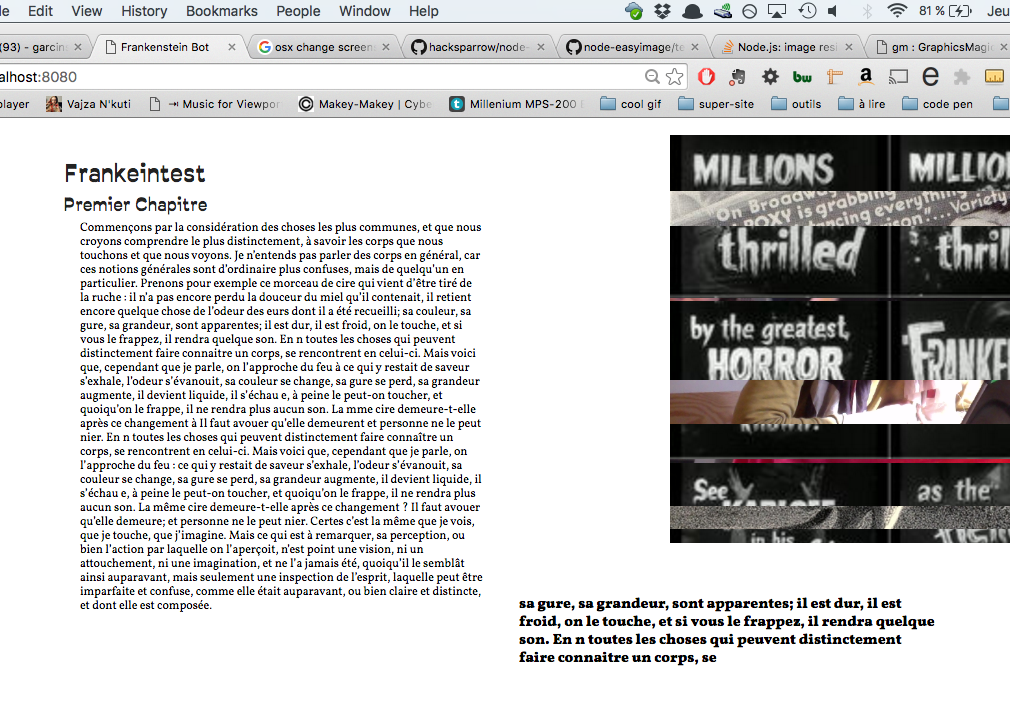 Edit View History Bookmarks People Window Help 81 % Jeu
(93) - garcin Frankenstein Bot osx change screen hacksparrow/node- node-easyimage/te Node.js: image resi gm : GraphicsMagic
alhost:8080
player Vajza N'kuti Music for Viewpor Makey-Makey | Cybe Millenium MPS-200 cool gif super-site outils à lire code pen
Frankeintest
Premier Chapitre
Commençons par la considération des choses les plus communes, et que nous
croyons comprendre le plus distinctement, à savoir les corps que nous
touchons et que nous voyons. Je n'entends pas parler des corps en général, car
ces notions générales sont d'ordinaire plus confuses, mais de quelqu'un en
particulier. Prenons pour exemple ce morceau de cire qui vient d'être tiré de
la ruche : il n'a pas encore perdu la douceur du miel qu'il contenait, il retient
encore quelque chose de l'odeur des eurs dont il a été recueilli; sa couleur, sa
gure, sa grandeur, sont apparentes; il est dur, il est froid, on le touche, et si
vous le frappez, il rendra quelque son. En n toutes les choses qui peuvent
distinctement faire connaitre un corps, se rencontrent en celui-ci. Mais voici
que, cependant que je parle, on l'approche du feu à ce qui y restait de saveur
s'exhale, l'odeur s'évanouit, sa couleur se change, sa gure se perd, sa grandeur
augmente, il devient liquide, il s'échau e, à peine le peut-on toucher, et
quoiqu'on le frappe, il ne rendra plus aucun son. La mme cire demeure-t-elle
après ce changement à Il faut avouer qu'elle demeurent et personne ne le peut
nier. En n toutes les choses qui peuvent distinctement faire connaître un
corps, se rencontrent en celui-ci. Mais voici que, cependant que je parle, on
l'approche du feu : ce qui y restait de saveur s'exhale, l'odeur s'évanouit, sa
couleur se change, sa gure se perd, sa grandeur augmente, il devient liquide, il
s'échau e, à peine le peut-on toucher, et quoiqu'on le frappe, il ne rendra plus
aucun son. La même cire demeure-t-elle après ce changement ? Il faut avouer
qu'elle demeure; et personne ne le peut nier. Certes c'est la même que je vois,
que je touche, que j'imagine. Mais ce qui est à remarquer, sa perception, ou
bien l'action par laquelle on l'aperçoit, n'est point une vision, ni un
attouchement, ni une imagination, et ne l'a jamais été, quoiqu'il le semblât
ainsi auparavant, mais seulement une inspection de l'esprit, laquelle peut être
imparfaite et confuse, comme elle était auparavant, ou bien claire et distincte,
et dont elle est composée.
MILLIONS MILLIO
"On Broadway
ROXY is grabbing everything
"....Variety
thrilled thril
by the greatest
HORROR FRANKE
See as the
in his
sa gure, sa grandeur, sont apparentes; il est dur, il est
froid, on le touche, et si vous le frappez, il rendra quelque
son. En n toutes les choses qui peuvent distinctement
faire connaitre un corps, se